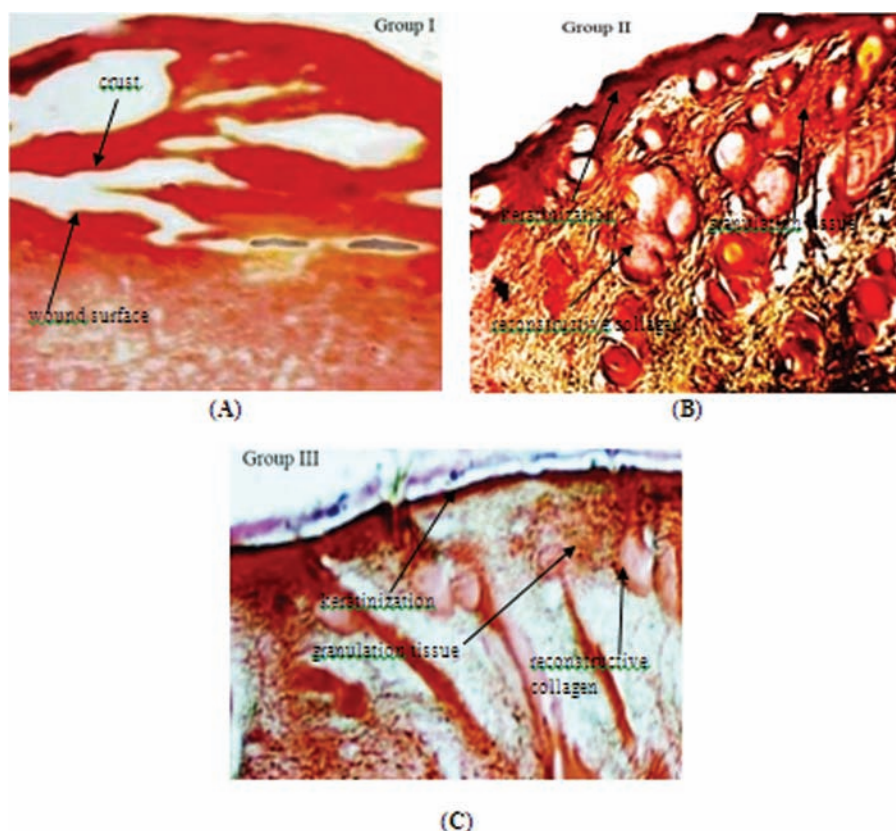 Group I
crust
wound surface
(A)
Group II
keratinization
granulation tissue
reconstructive collagen
(B)
Group III
keratinization
granulation tissue
reconstructive
collagen
(C)